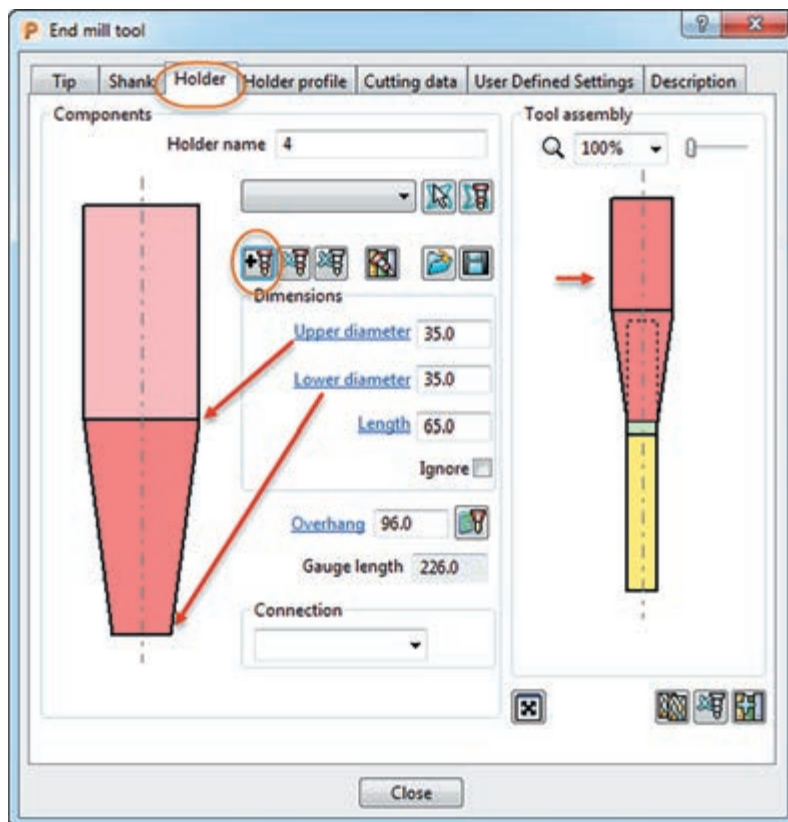 End mill tool
Tip Shank Holder Holder profile Cutting data User Defined Settings Description
Components
Holder name 4
Dimensions
Upper diameter 35.0
Lower diameter 35.0
Length 65.0
Ignore
Overhang 96.0
Gauge length 226.0
Connection
Tool assembly
100%
Close